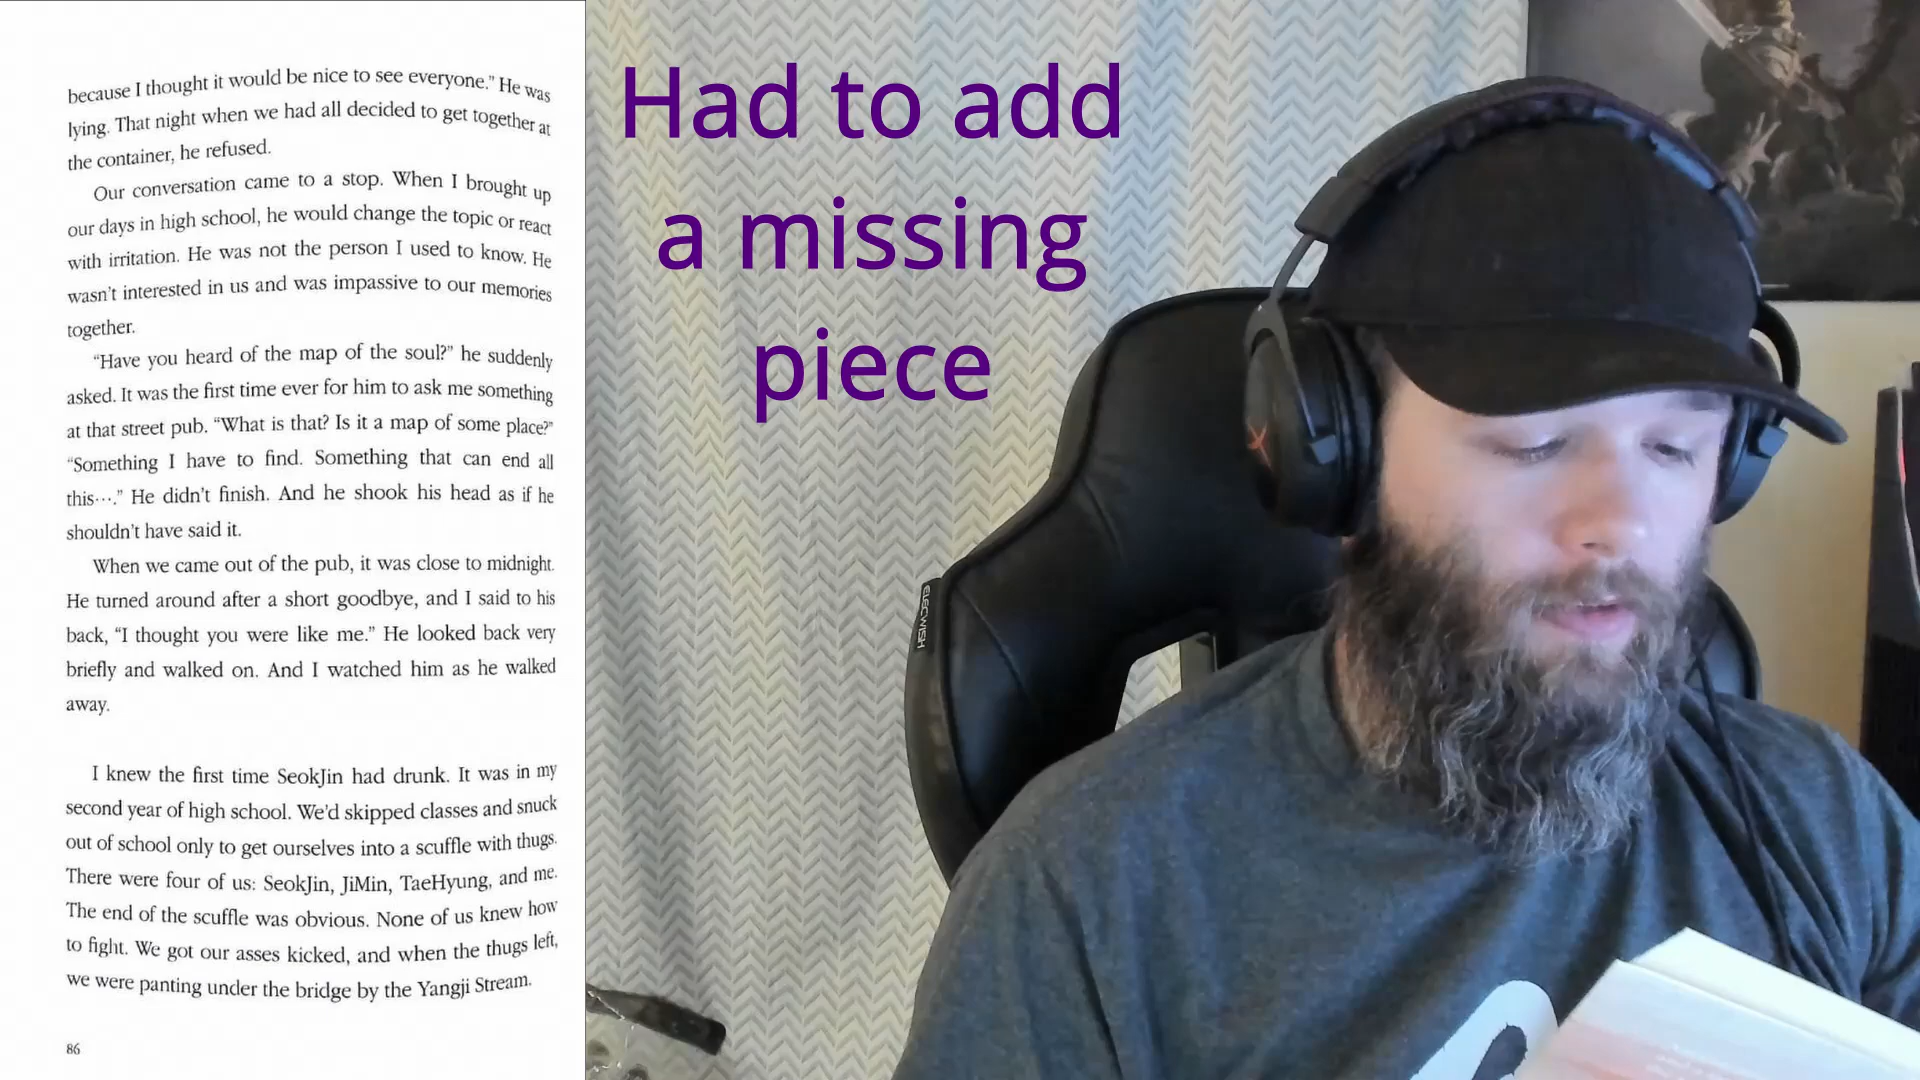 because I thought it would be nice to see everyone." He was
lying. That night when we had all decided to get together at
the container, he refused.
Our conversation came to a stop. When I brought up
our days in high school, he would change the topic or react
with irritation. He was not the person I used to know. He
wasn't interested in us and was impassive to our memories
together.
"Have you heard of the map of the soul?" he suddenly
asked. It was the first time ever for him to ask me something
at that street pub. "What is that? Is it a map of some place?"
"Something I have to find. Something that can end all
this···." He didn't finish. And he shook his head as if he
shouldn't have said it.
When we came out of the pub, it was close to midnight.
He turned around after a short goodbye, and I said to his
back, "I thought you were like me." He looked back very
briefly and walked on. And I watched him as he walked
away.
I knew the first time SeokJin had drunk. It was in my
second year of high school. We'd skipped classes and snuck
out of school only to get ourselves into a scuffle with thugs.
There were four of us: SeokJin, JiMin, TaeHyung, and me.
The end of the scuffle was obvious. None of us knew how
to fight. We got our asses kicked, and when the thugs left,
we were panting under the bridge by the Yangji Stream.
86
Had to add
a missing
piece
ELECWISH